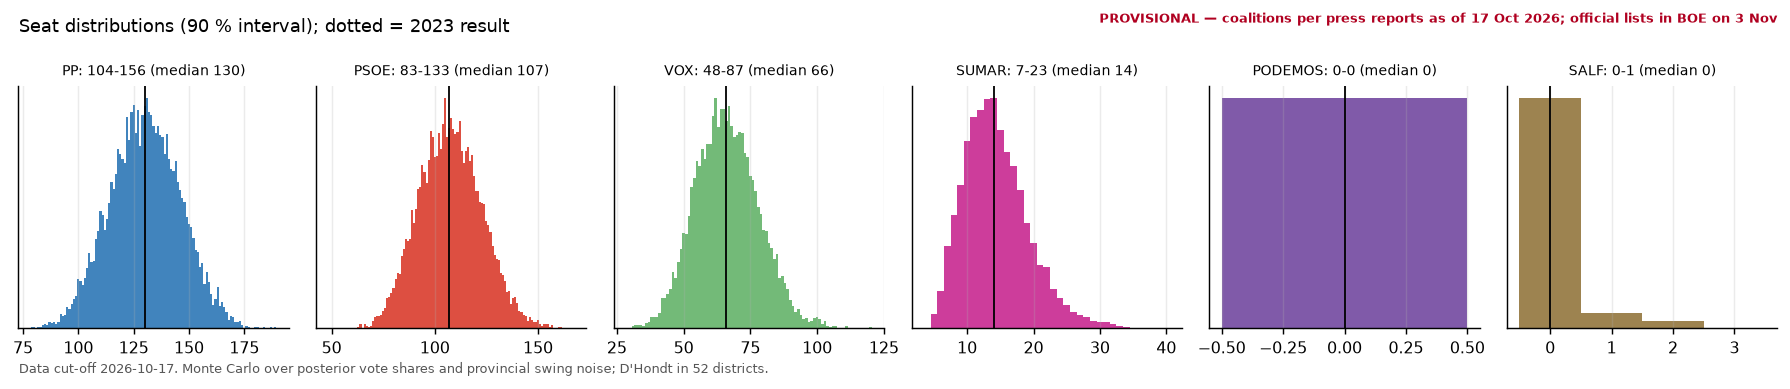 Seat distributions (90 % interval); dotted = 2023 result
PROVISIONAL — coalitions per press reports as of 17 Oct 2026; official lists in BOE on 3 Nov
PP: 104-156 (median 130)
PSOE: 83-133 (median 107)
VOX: 48-87 (median 66)
SUMAR: 7-23 (median 14)
PODEMOS: 0-0 (median 0)
SALF: 0-1 (median 0)
75 100 125 150 175
50 100 150
25 50 75 100 125
10 20 30 40
−0.50 −0.25 0.00 0.25 0.50
0 1 2 3
Data cut-off 2026-10-17. Monte Carlo over posterior vote shares and provincial swing noise; D'Hondt in 52 districts.